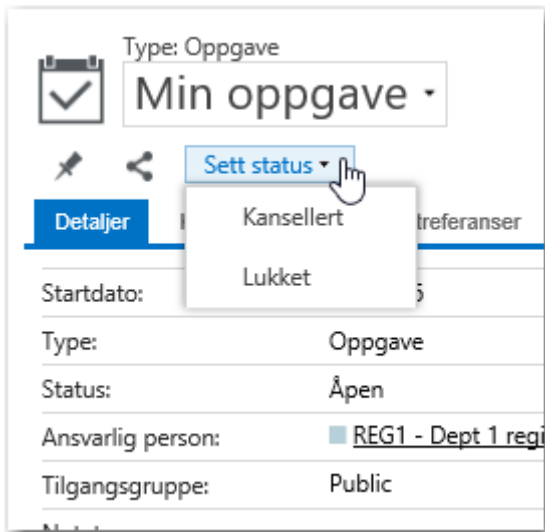 Type: Oppgave
Min oppgave
Sett status
Detaljer
Kansellert
treferanser
Lukket
Startdato:
Type: Oppgave
Status: Åpen
Ansvarlig person: REG1 - Dept 1 regi
Tilgangsgruppe: Public